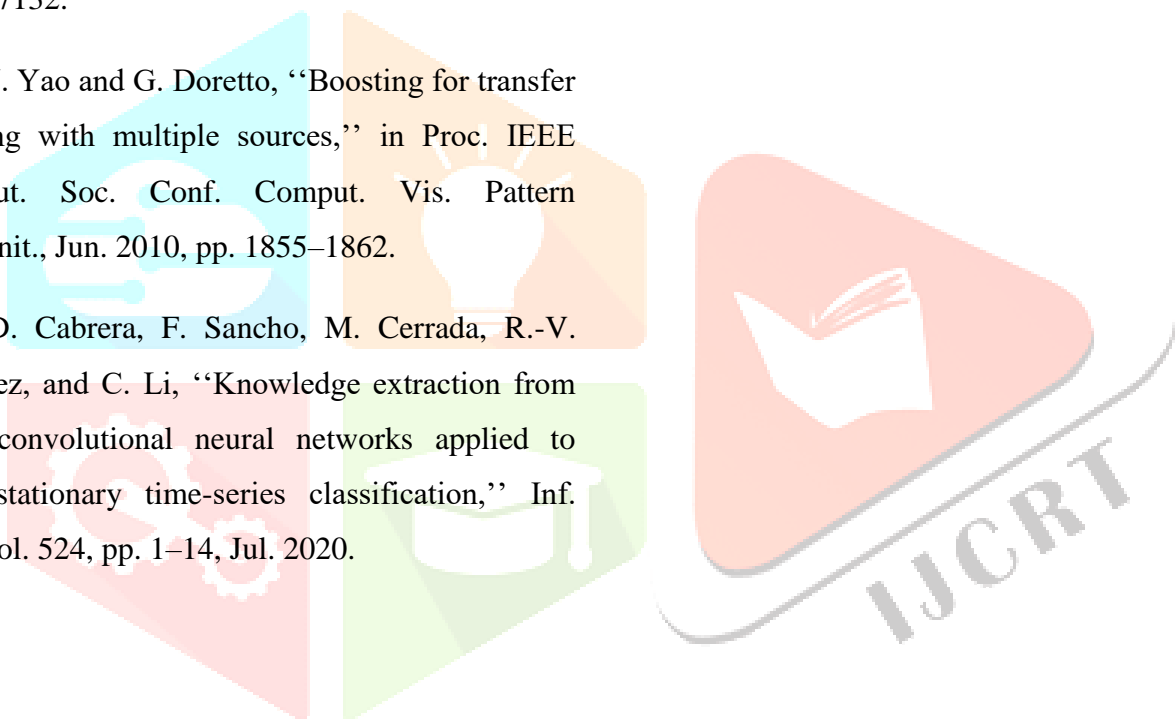 /152.
. Yao and G. Doretto, ‘‘Boosting for transfer
ng with multiple sources,’’ in Proc. IEEE
ut. Soc. Conf. Comput. Vis. Pattern
nit., Jun. 2010, pp. 1855–1862.
D. Cabrera, F. Sancho, M. Cerrada, R.-V.
ez, and C. Li, ‘‘Knowledge extraction from
convolutional neural networks applied to
stationary time-series classification,’’ Inf.
ol. 524, pp. 1–14, Jul. 2020.
IJCRT